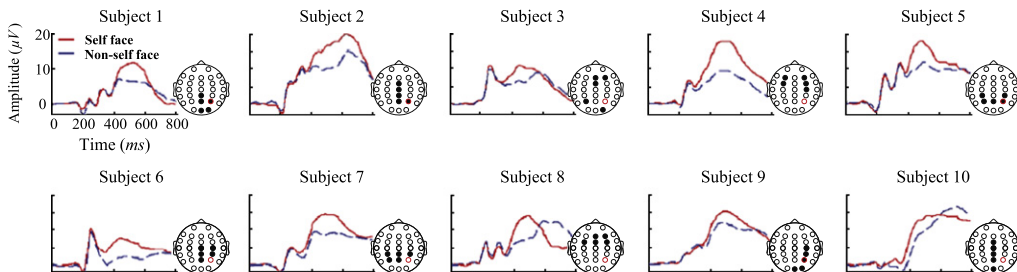 Subject 1
Subject 2
Subject 3
Subject 4
Subject 5
Amplitude (μV)
20
10
0
Self face
Non-self face
0 200 400 600 800
Time (ms)
Subject 6
Subject 7
Subject 8
Subject 9
Subject 10